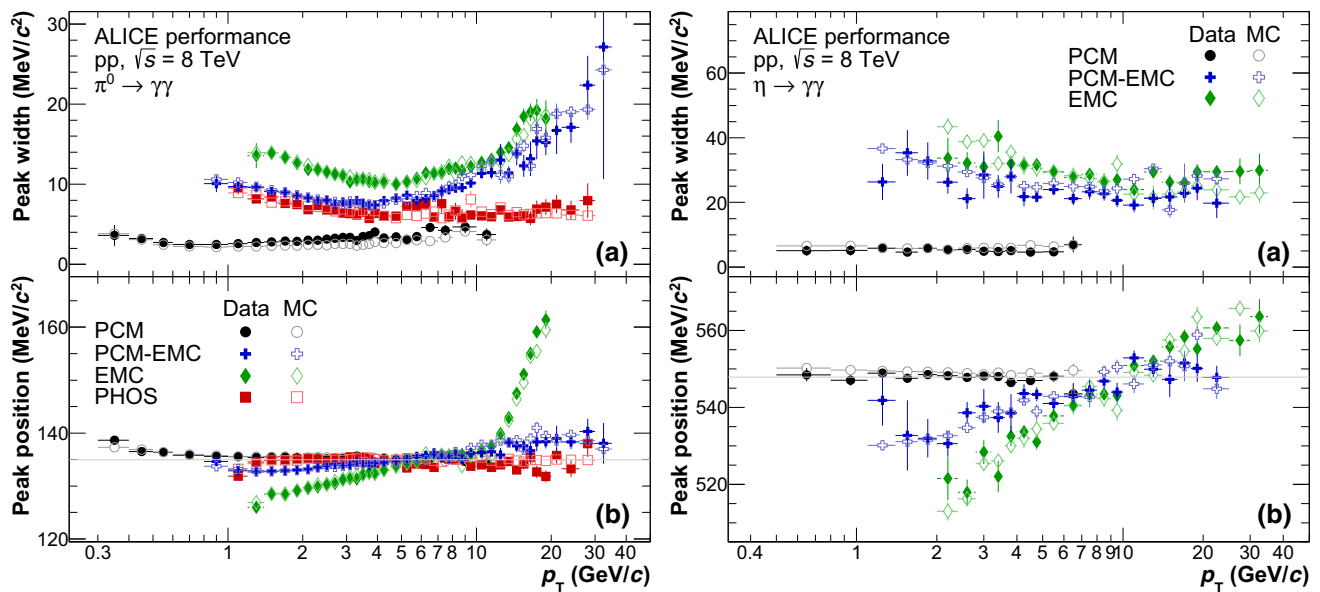 ALICE performance
pp, √s = 8 TeV
π⁰ → γγ
Peak width (MeV/c²)
30
20
10
0
(a)
Peak position (MeV/c²)
160
140
120
Data MC
PCM
PCM-EMC
EMC
PHOS
(b)
0.3 1 2 3 4 5 6 7 8 10 20 30 40
p_T (GeV/c)
ALICE performance
pp, √s = 8 TeV
η → γγ
Data MC
PCM
PCM-EMC
EMC
Peak width (MeV/c²)
60
40
20
0
(a)
Peak position (MeV/c²)
560
540
520
(b)
0.4 1 2 3 4 5 6 7 8 910 20 30 40
p_T (GeV/c)